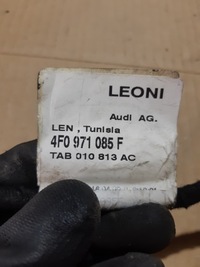 LEONI
Audi AG.
LEN , Tunisia
4F0 971 085 F
TAB 010 813 AC